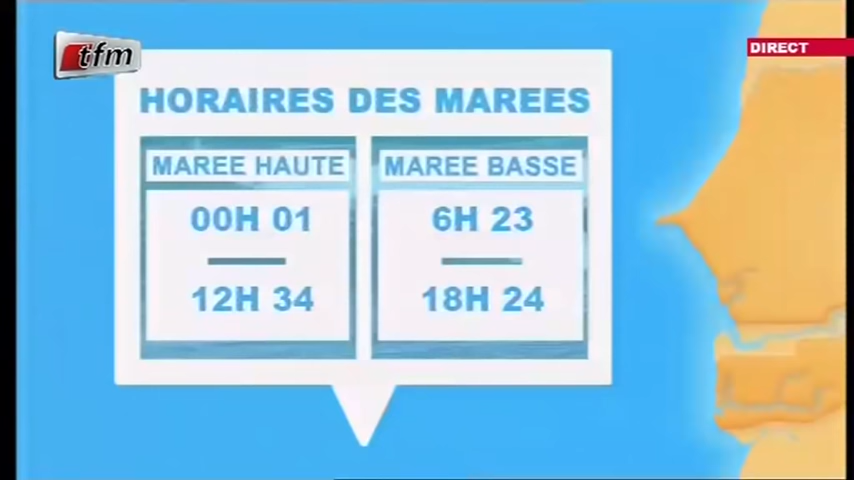 tfm
DIRECT
HORAIRES DES MAREES
MAREE HAUTE
00H 01
12H 34
MAREE BASSE
6H 23
18H 24